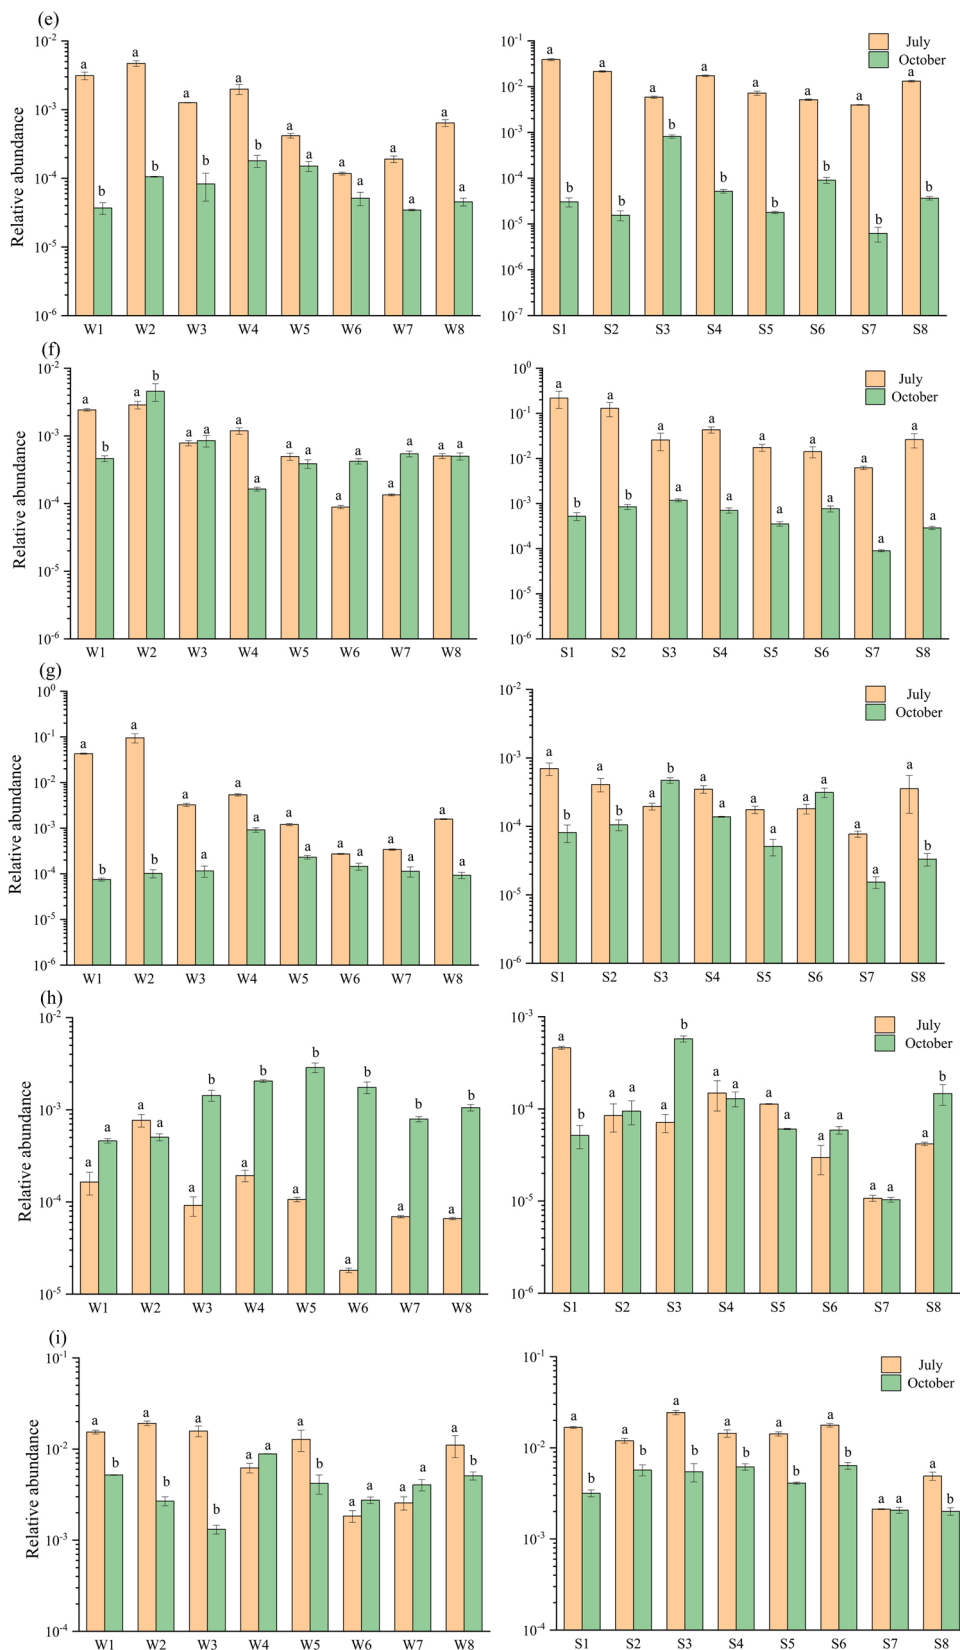 (e)
Relative abundance
10⁻² 10⁻³ 10⁻⁴ 10⁻⁵ 10⁻⁶
a b a b a b a b a a a b a a a b
W1 W2 W3 W4 W5 W6 W7 W8
10⁻¹ 10⁻² 10⁻³ 10⁻⁴ 10⁻⁵ 10⁻⁶ 10⁻⁷
July
October
a b a b a b a b a b a b a b a b
S1 S2 S3 S4 S5 S6 S7 S8
(f)
Relative abundance
10⁻² 10⁻³ 10⁻⁴ 10⁻⁵ 10⁻⁶
a b a b a a a a a a a a a a a a
W1 W2 W3 W4 W5 W6 W7 W8
10⁰ 10⁻¹ 10⁻² 10⁻³ 10⁻⁴ 10⁻⁵ 10⁻⁶
July
October
a b a b a a a a a a a b a a a a
S1 S2 S3 S4 S5 S6 S7 S8
(g)
Relative abundance
10⁰ 10⁻¹ 10⁻² 10⁻³ 10⁻⁴ 10⁻⁵ 10⁻⁶
a b a b a a a a a a a a a a a b
W1 W2 W3 W4 W5 W6 W7 W8
10⁻² 10⁻³ 10⁻⁴ 10⁻⁵ 10⁻⁶
July
October
a b a b a b a a a a a b a a a b
S1 S2 S3 S4 S5 S6 S7 S8
(h)
Relative abundance
10⁻² 10⁻³ 10⁻⁴ 10⁻⁵
a a a a a b a b a b a b a b a b
W1 W2 W3 W4 W5 W6 W7 W8
10⁻³ 10⁻⁴ 10⁻⁵ 10⁻⁶
July
October
a b a a a b a a a a a a a a a b
S1 S2 S3 S4 S5 S6 S7 S8
(i)
Relative abundance
10⁻¹ 10⁻² 10⁻³ 10⁻⁴
a b a b a b a a a b a a a a a b
W1 W2 W3 W4 W5 W6 W7 W8
10⁻¹ 10⁻² 10⁻³ 10⁻⁴
July
October
a b a b a b a b a b a b a a a b
S1 S2 S3 S4 S5 S6 S7 S8